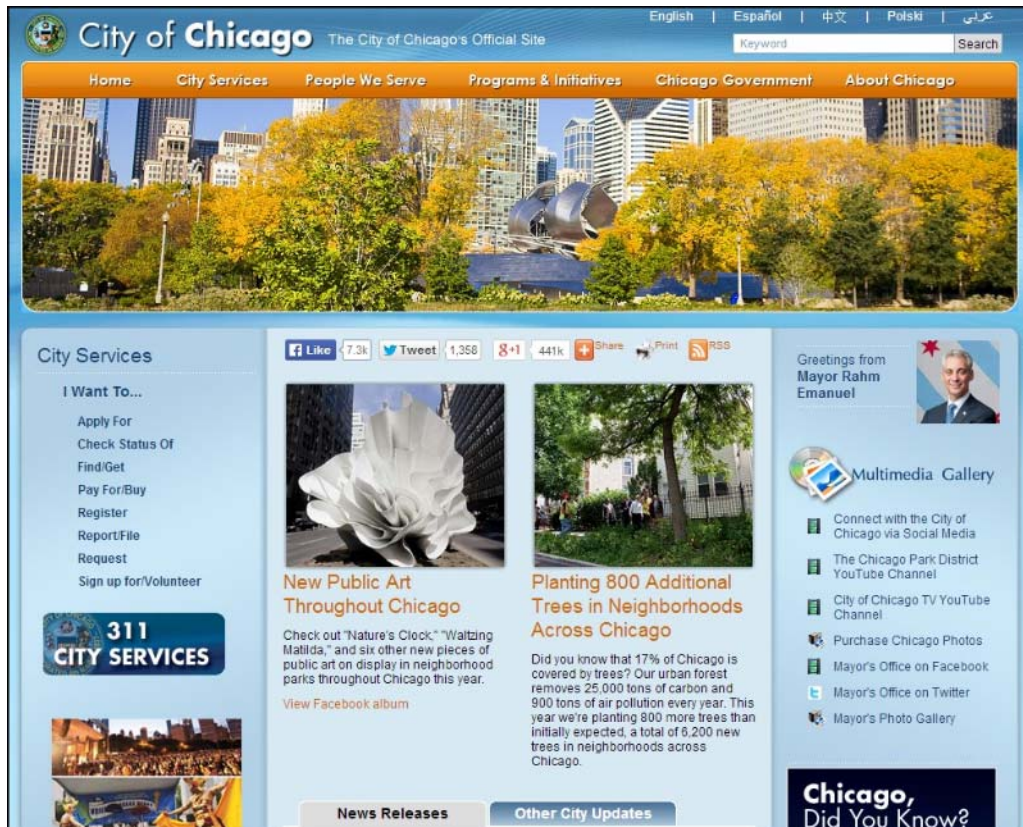 English | Español | 中文 | Polski | عربي
City of Chicago The City of Chicago's Official Site
Keyword Search
Home City Services People We Serve Programs & Initiatives Chicago Government About Chicago
City Services
I Want To...
Apply For
Check Status Of
Find/Get
Pay For/Buy
Register
Report/File
Request
Sign up for/Volunteer
311
CITY SERVICES
Like 7.3k Tweet 1,358 g+1 441k Share Print RSS
New Public Art
Throughout Chicago
Check out "Nature's Clock," "Waltzing
Matilda," and six other new pieces of
public art on display in neighborhood
parks throughout Chicago this year.
View Facebook album
Planting 800 Additional
Trees in Neighborhoods
Across Chicago
Did you know that 17% of Chicago is
covered by trees? Our urban forest
removes 25,000 tons of carbon and
900 tons of air pollution every year. This
year we're planting 800 more trees than
initially expected, a total of 6,200 new
trees in neighborhoods across
Chicago.
News Releases Other City Updates
Greetings from
Mayor Rahm
Emanuel
Multimedia Gallery
Connect with the City of
Chicago via Social Media
The Chicago Park District
YouTube Channel
City of Chicago TV YouTube
Channel
Purchase Chicago Photos
Mayor's Office on Facebook
Mayor's Office on Twitter
Mayor's Photo Gallery
Chicago,
Did You Know?